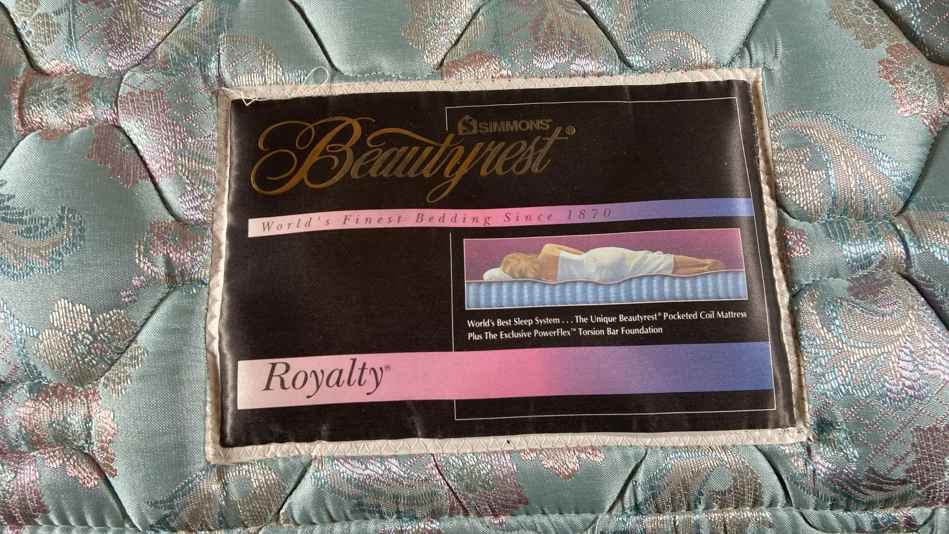 SIMMONS®
Beautyrest®
World's Finest Bedding Since 1870
World's Best Sleep System . . . The Unique Beautyrest® Pocketed Coil Mattress
Plus The Exclusive PowerFlex™ Torsion Bar Foundation
Royalty®